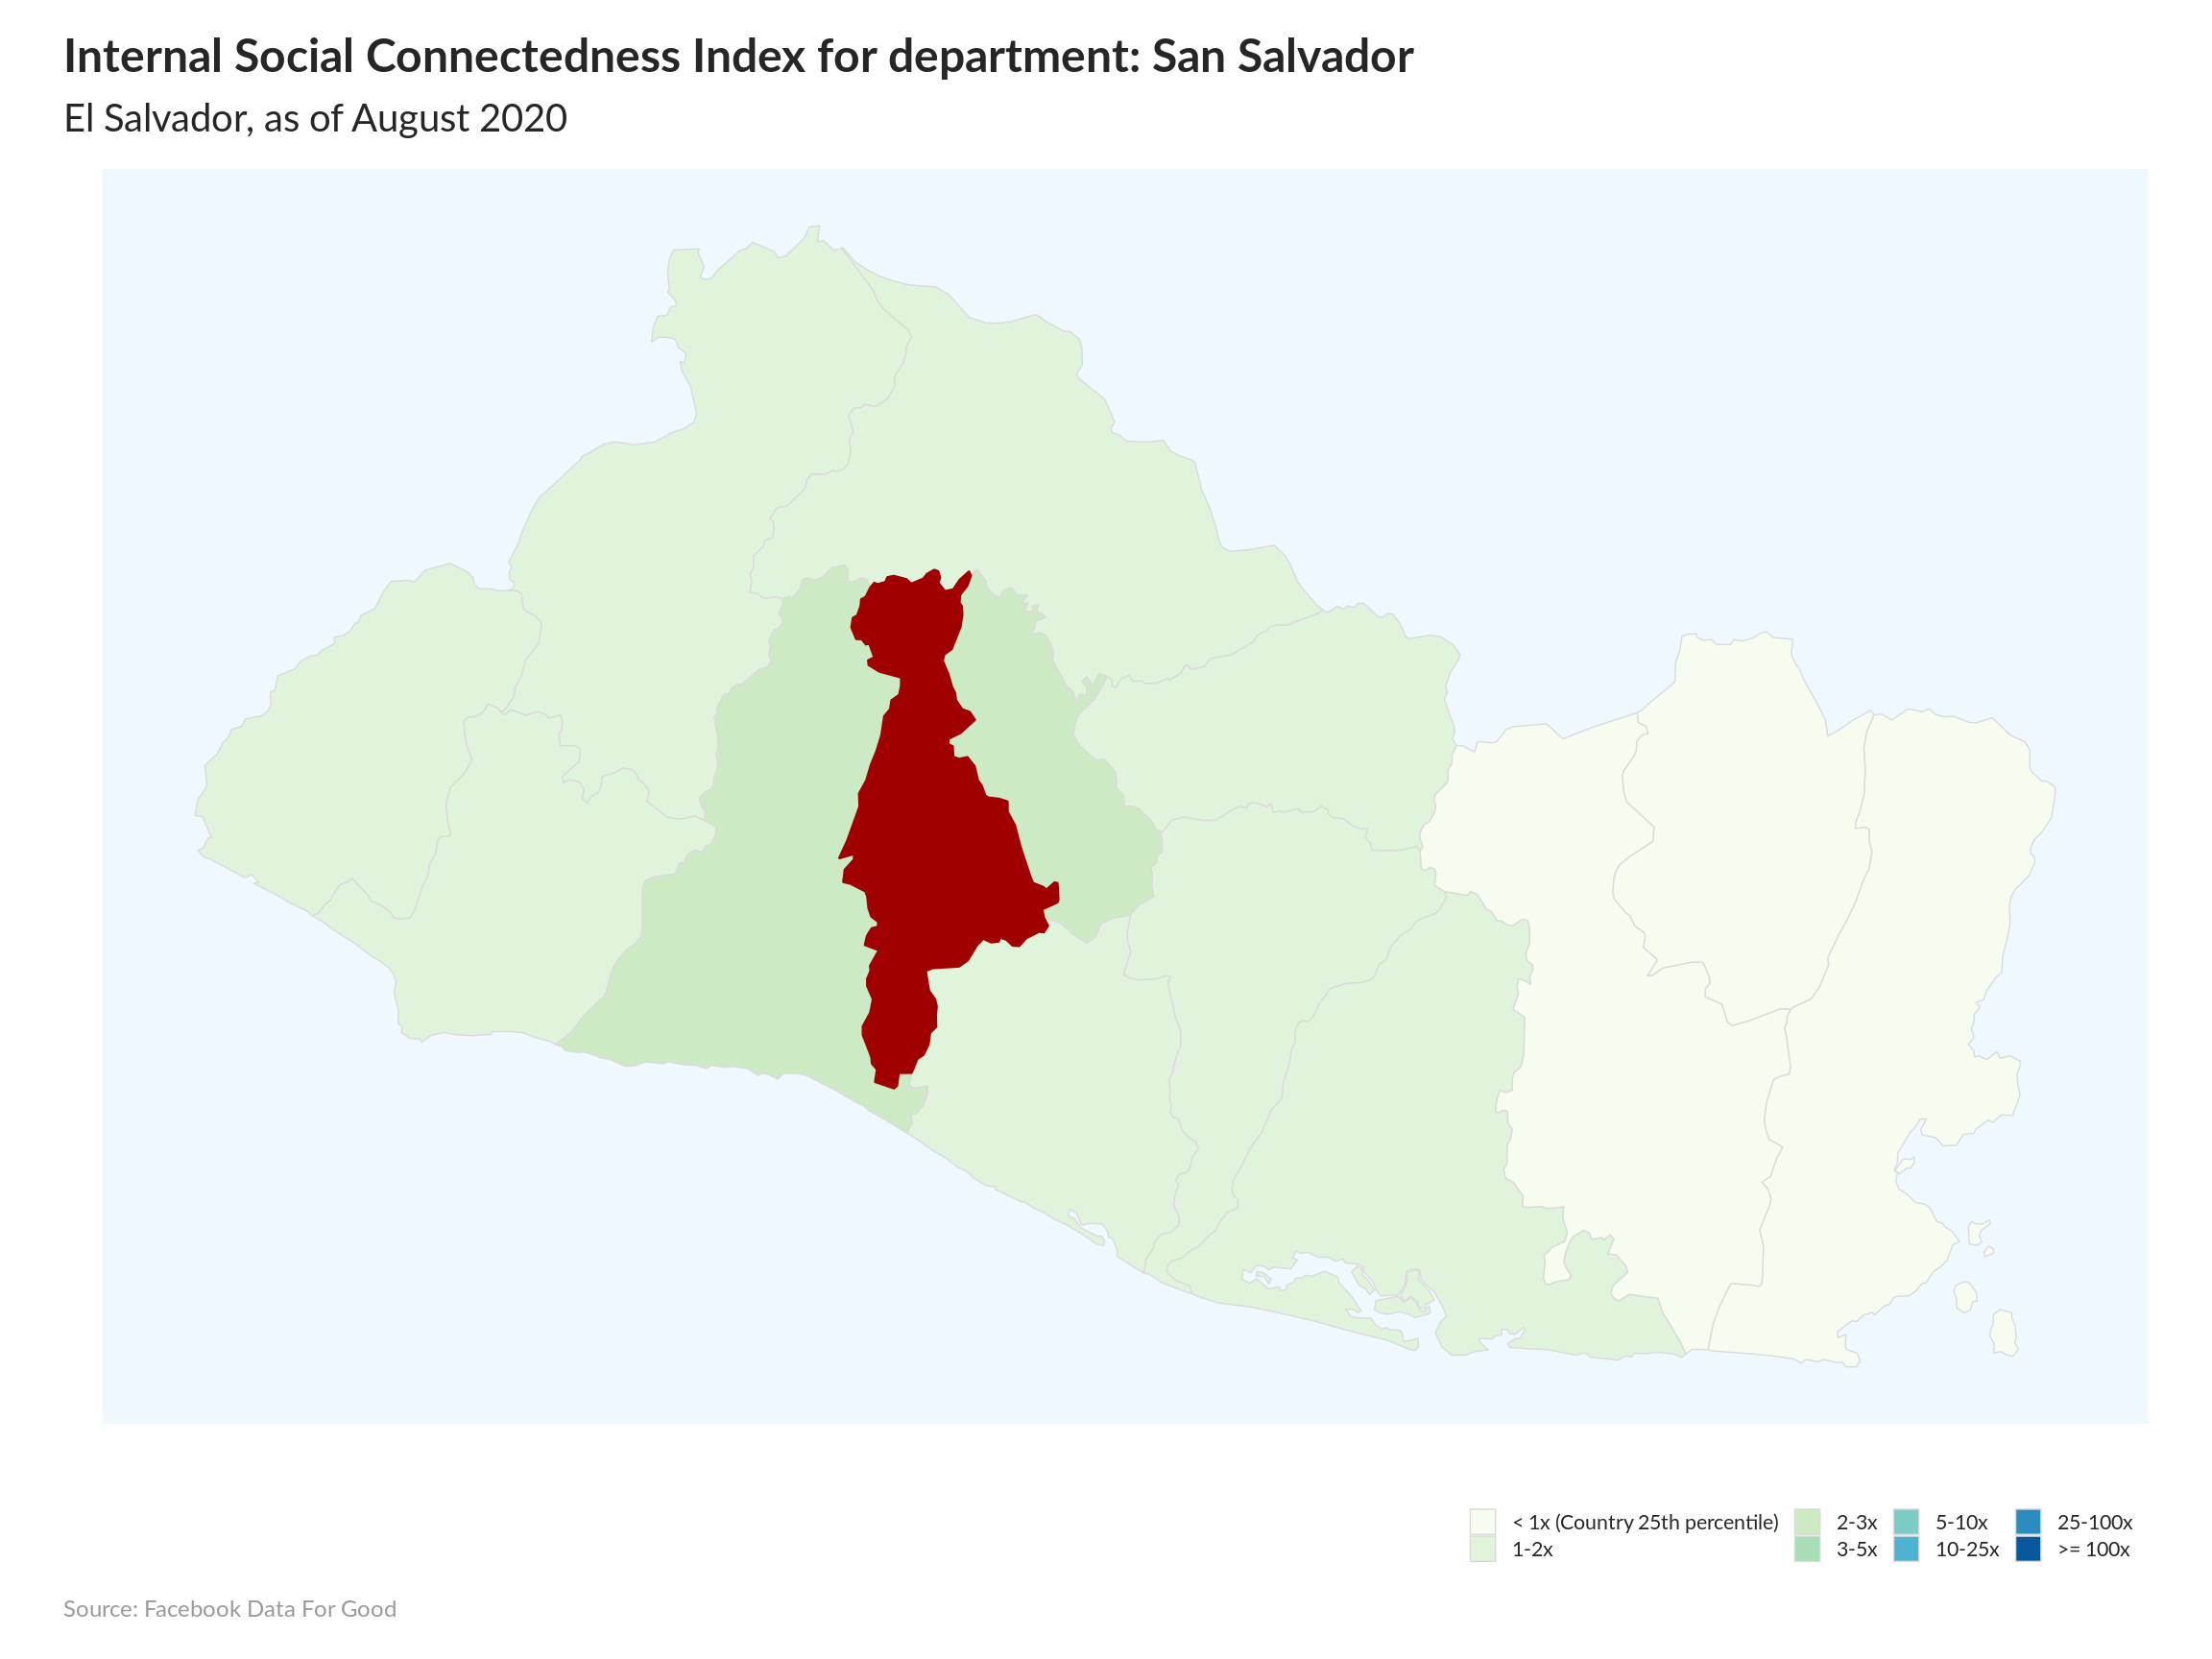 Internal Social Connectedness Index for department: San Salvador
El Salvador, as of August 2020
< 1x (Country 25th percentile)
1-2x
2-3x
3-5x
5-10x
10-25x
25-100x
>= 100x
Source: Facebook Data For Good